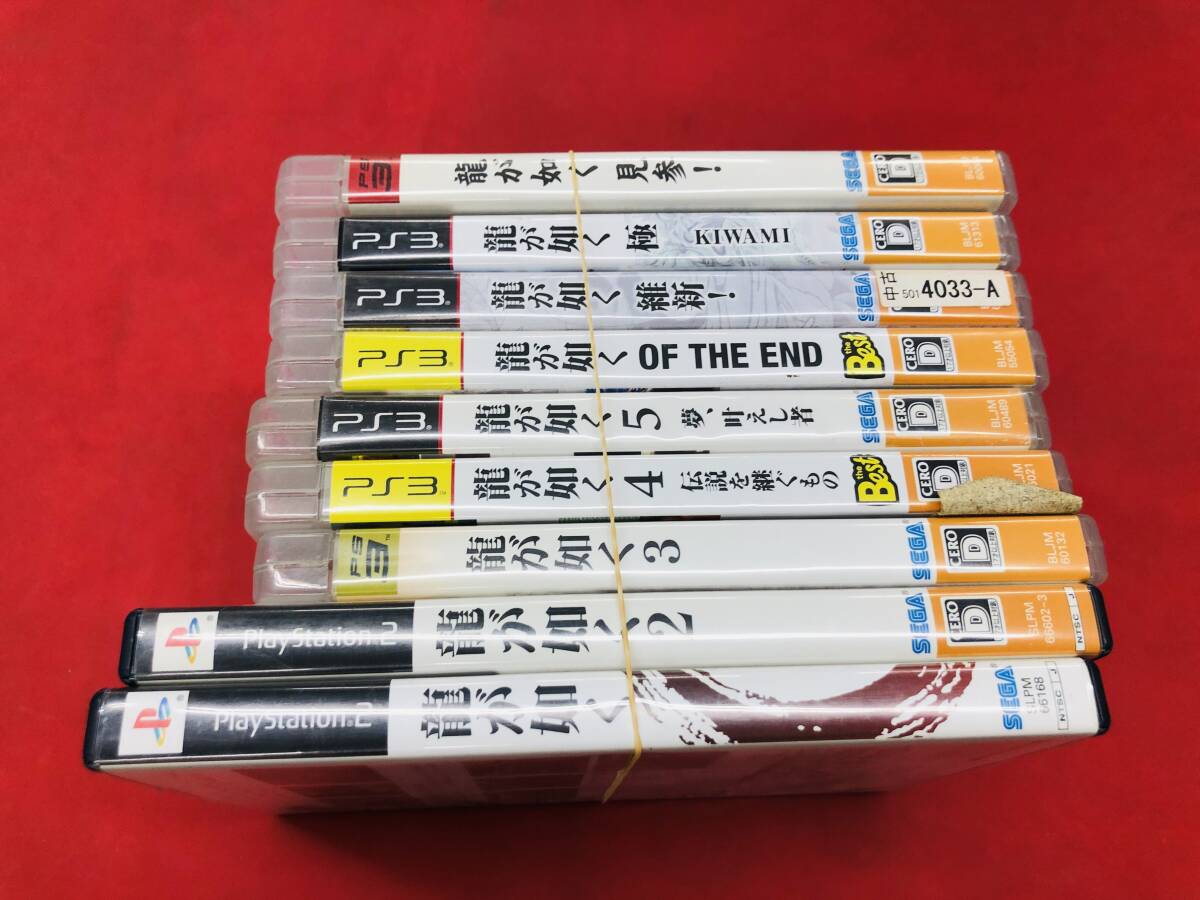 PS3 龍が如く 見参! SEGA CERO D
PS3 龍が如く 極 KIWAMI SEGA CERO D BLJM 61313
PS3 龍が如く 維新! SEGA 中古 501 4033-A
PS3 龍が如く OF THE END the Best CERO D BLJM 55054
PS3 龍が如く5 夢、叶えし者 SEGA CERO D BLJM 60489
PS3 龍が如く4 伝説を継ぐもの the Best CERO
PS3 龍が如く3 SEGA CERO D BLJM 60132
PlayStation.2 龍が如く2 SEGA CERO D SLPM 66602-3 NTSC J
PlayStation.2 龍が如く SEGA SLPM 66168 NTSC J